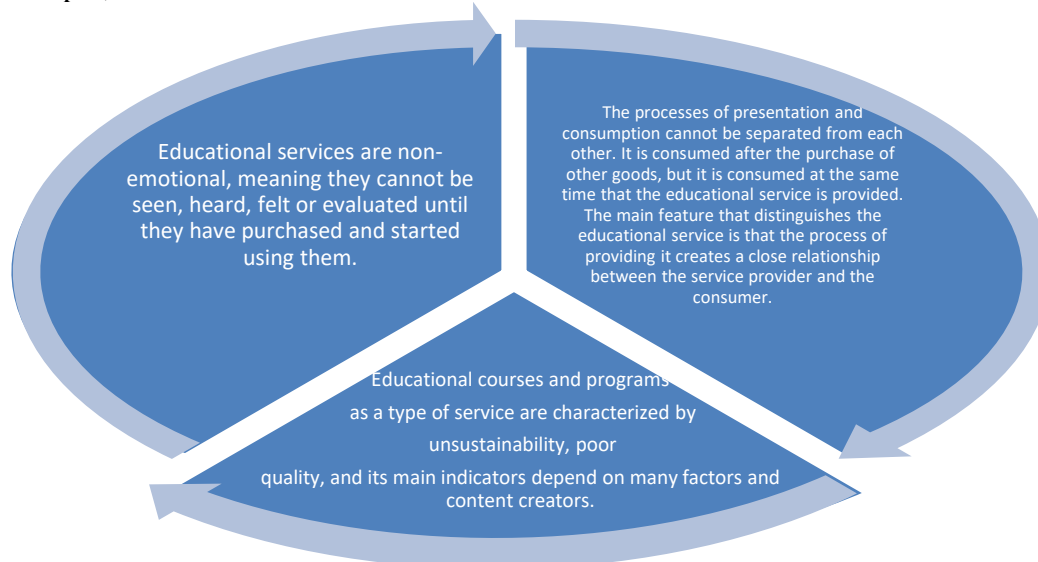 Educational services are non-
emotional, meaning they cannot be
seen, heard, felt or evaluated until
they have purchased and started
using them.
The processes of presentation and
consumption cannot be separated from each
other. It is consumed after the purchase of
other goods, but it is consumed at the same
time that the educational service is provided.
The main feature that distinguishes the
educational service is that the process of
providing it creates a close relationship
between the service provider and the
consumer.
Educational courses and programs
as a type of service are characterized by
unsustainability, poor
quality, and its main indicators depend on many factors and
content creators.